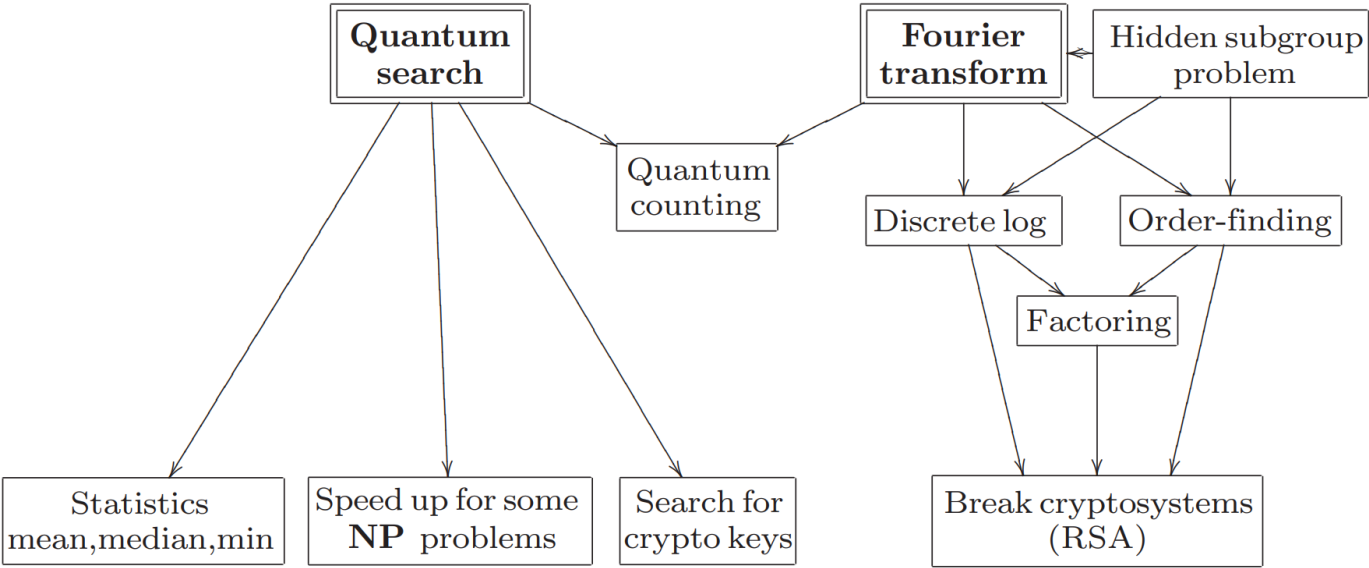 Quantum
search
Fourier
transform
Hidden subgroup
problem
Quantum
counting
Discrete log
Order-finding
Factoring
Statistics
mean,median,min
Speed up for some
NP problems
Search for
crypto keys
Break cryptosystems
(RSA)